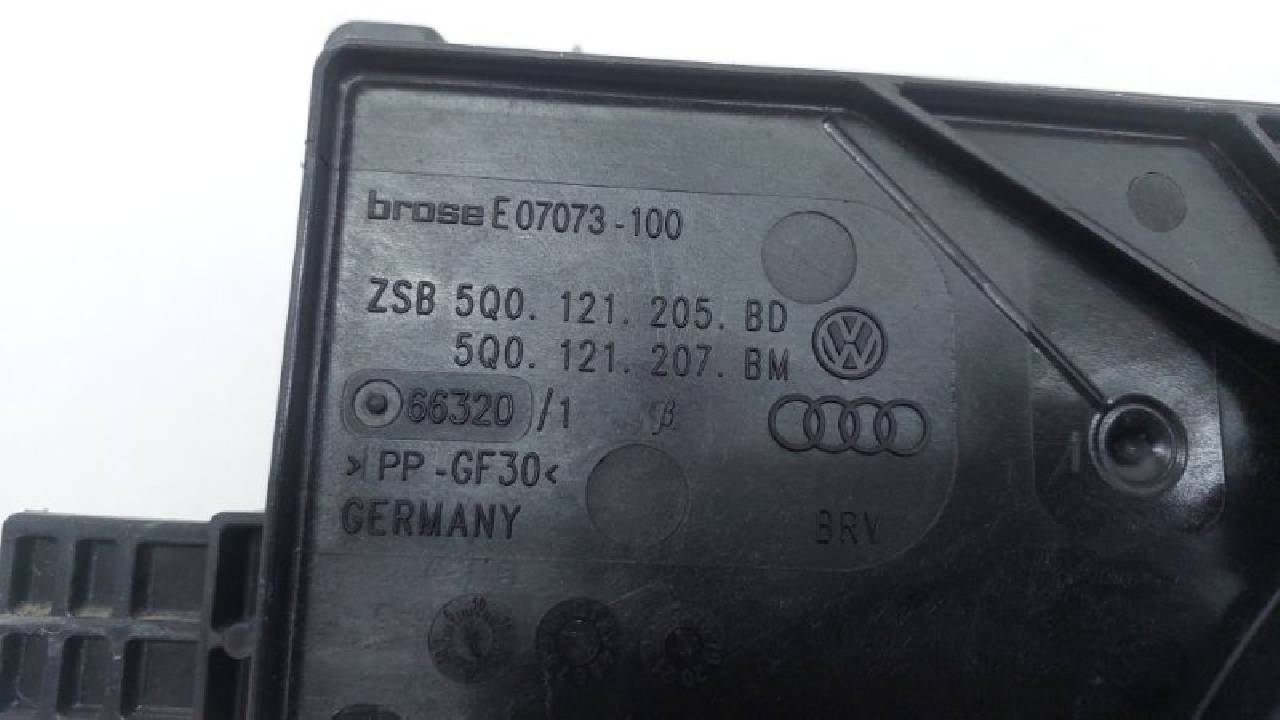 brose E 07073-100
ZSB 5Q0. 121. 205. BD
5Q0. 121. 207. BM
66320 /1 β
>PP-GF30<
GERMANY
BRV